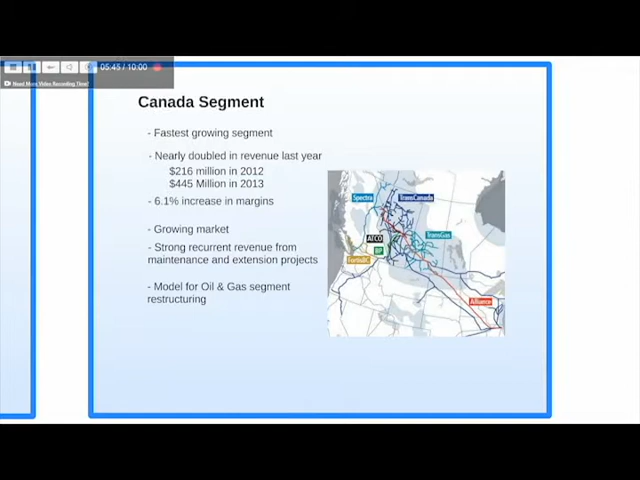 05:45 / 10:00
Need More Video Recording Time?
Canada Segment
- Fastest growing segment
- Nearly doubled in revenue last year
$216 million in 2012
$445 Million in 2013
- 6.1% increase in margins
- Growing market
- Strong recurrent revenue from
maintenance and extension projects
- Model for Oil & Gas segment
restructuring
Spectra
TransCanada
ATCO
TransGas
FortisBC
Alliance